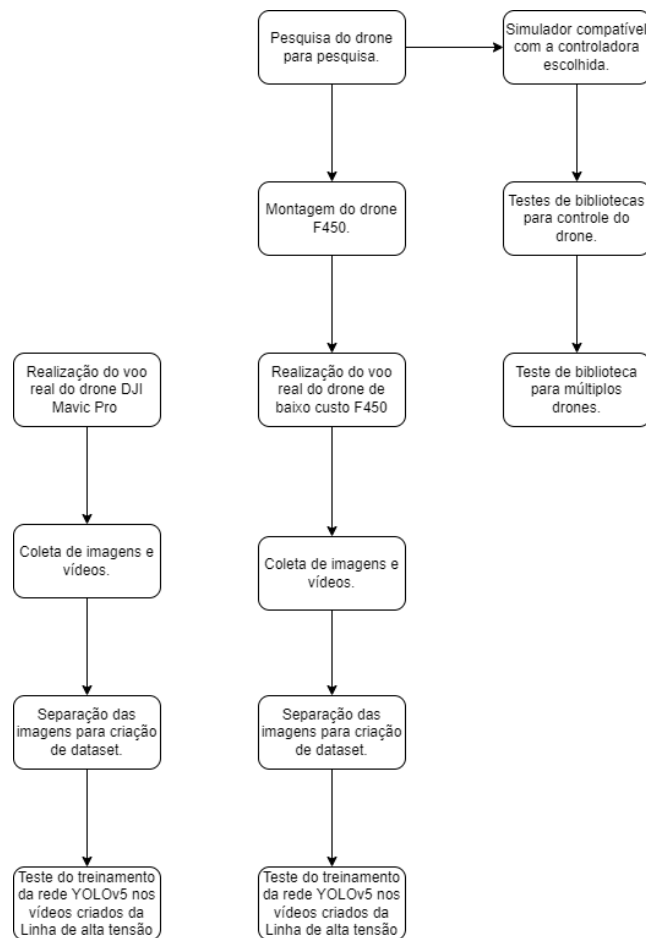 Pesquisa do drone
para pesquisa.
Simulador compatível
com a controladora
escolhida.
Montagem do drone
F450.
Testes de bibliotecas
para controle do
drone.
Realização do voo
real do drone DJI
Mavic Pro
Realização do voo
real do drone de
baixo custo F450
Teste de biblioteca
para múltiplos
drones.
Coleta de imagens e
vídeos.
Coleta de imagens e
vídeos.
Separação das
imagens para criação
de dataset.
Separação das
imagens para criação
de dataset.
Teste do treinamento
da rede YOLOv5 nos
vídeos criados da
Linha de alta tensão
Teste do treinamento
da rede YOLOv5 nos
vídeos criados da
Linha de alta tensão